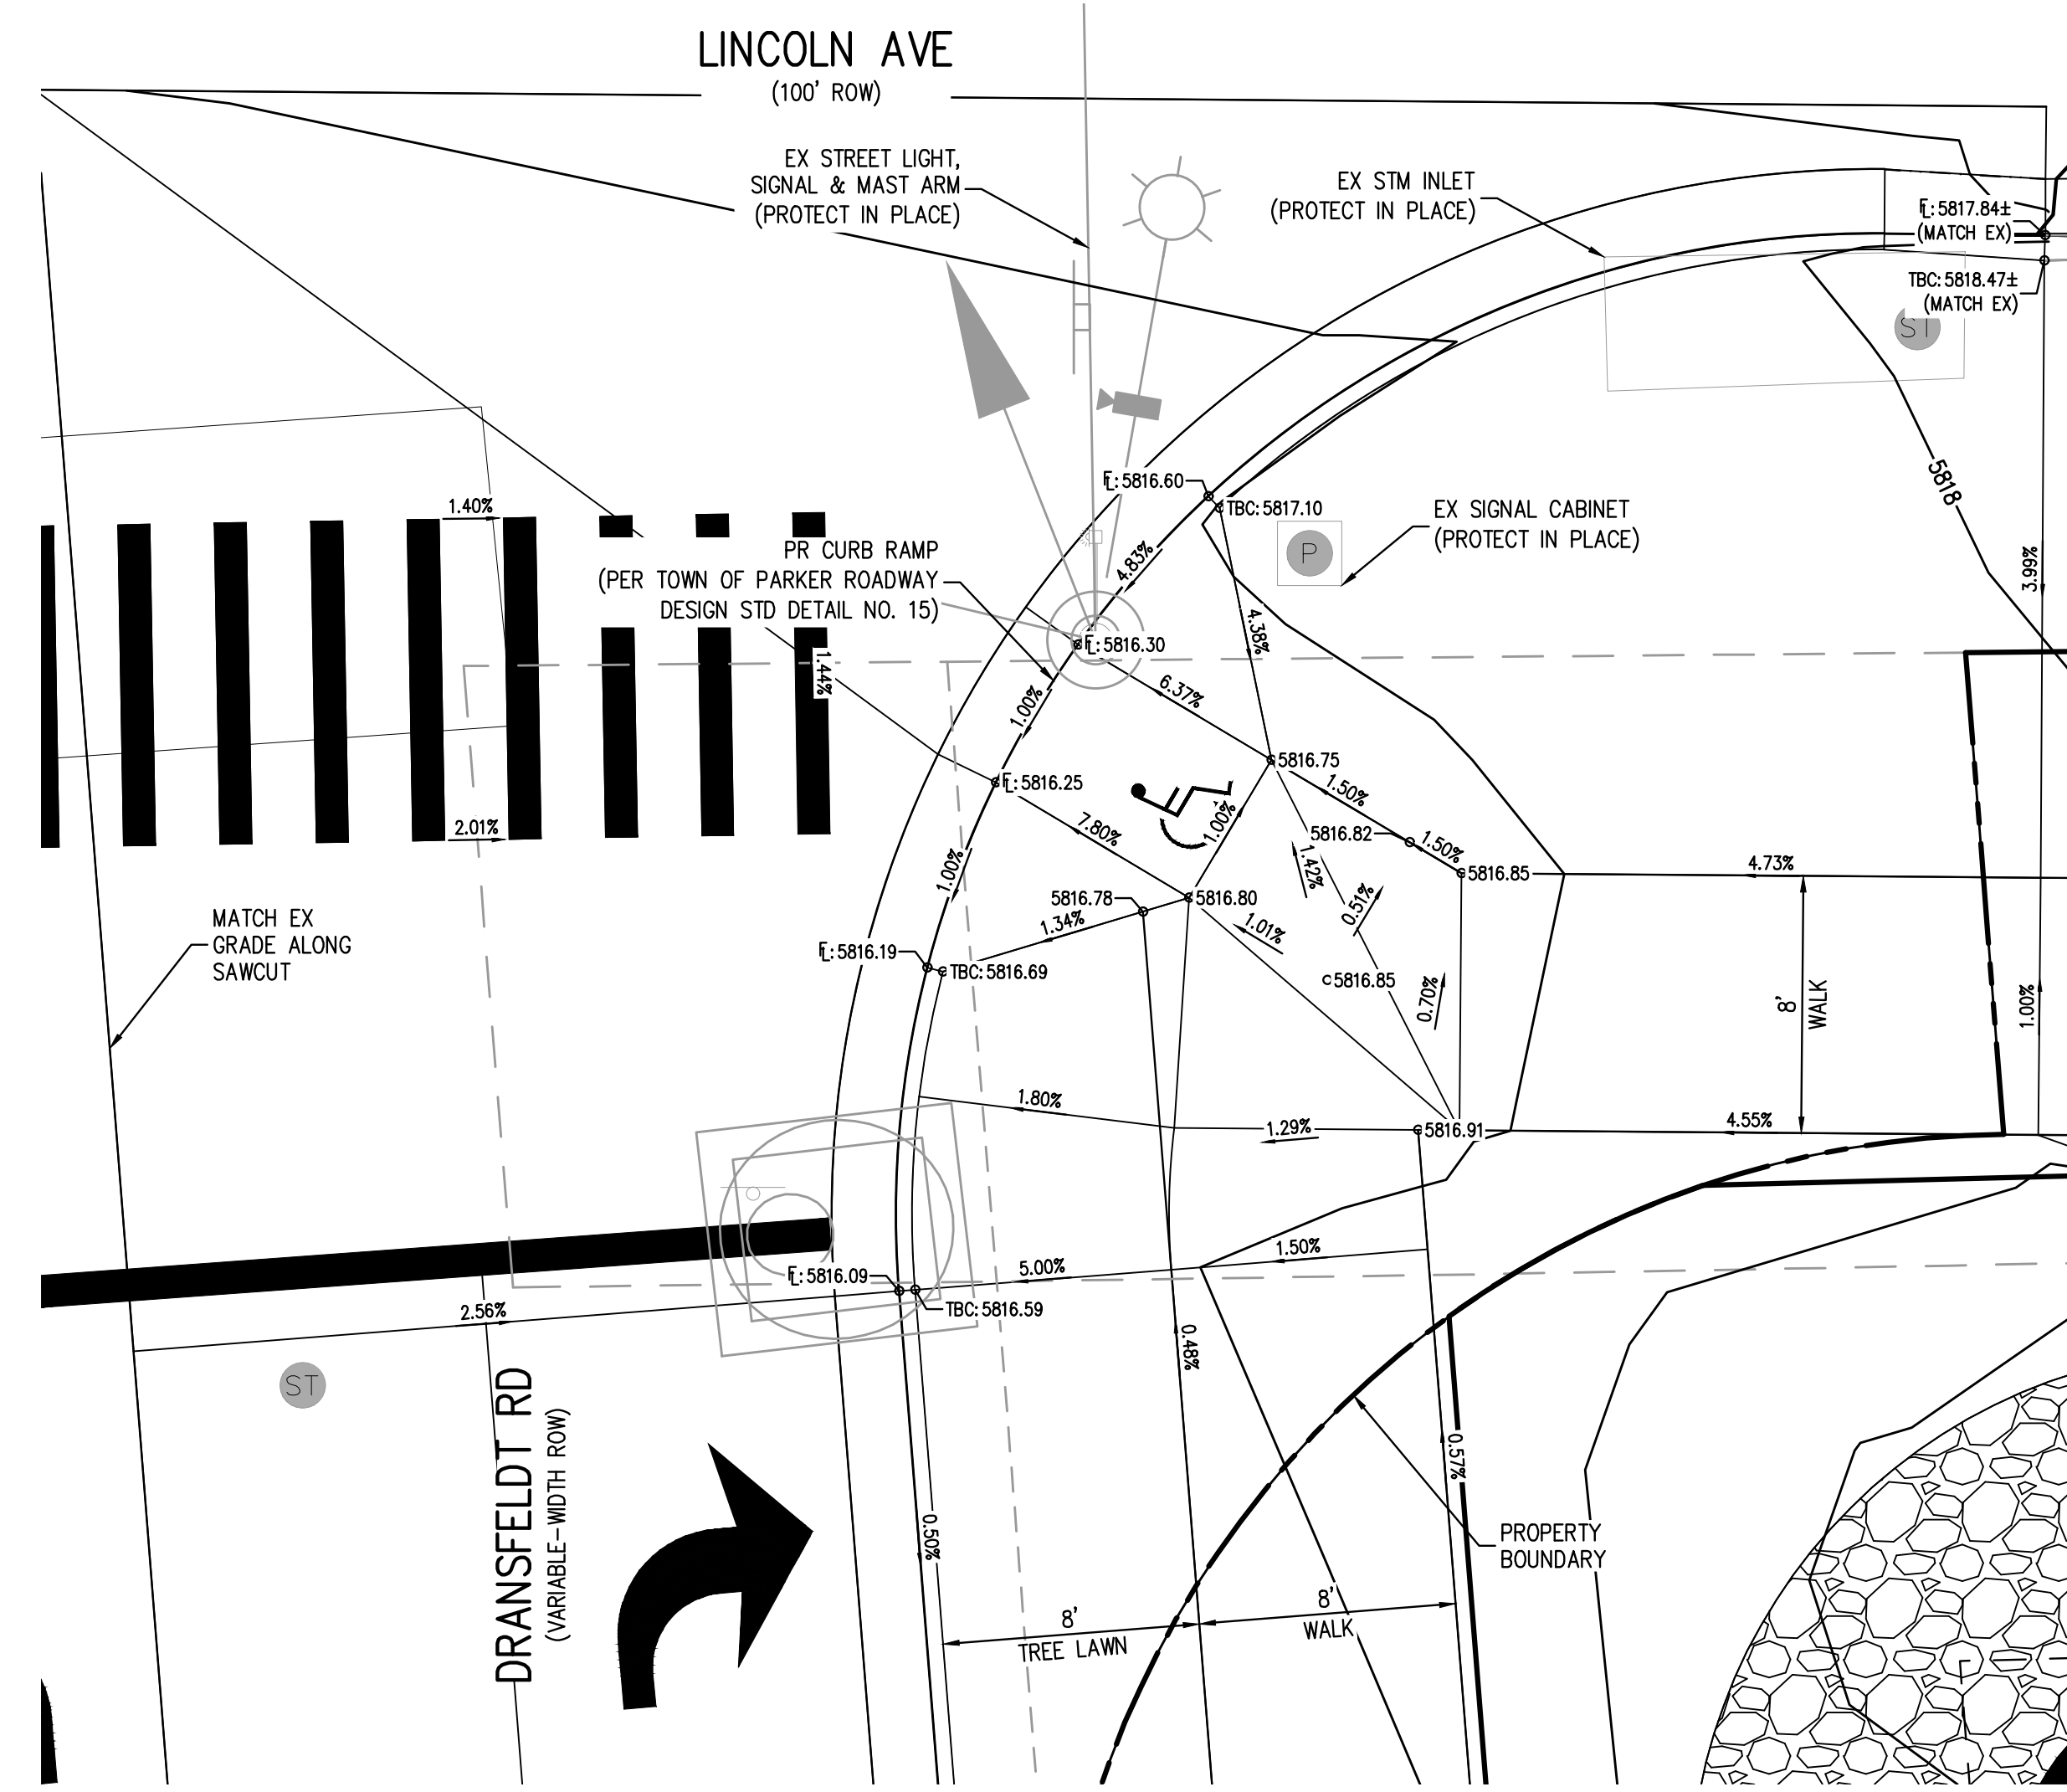 LINCOLN AVE
(100' ROW)
EX STREET LIGHT,
SIGNAL & MAST ARM
(PROTECT IN PLACE)
EX STM INLET
(PROTECT IN PLACE)
FL: 5817.84±
(MATCH EX)
TBC: 5818.47±
(MATCH EX)
ST
5818
FL: 5816.60
TBC: 5817.10
EX SIGNAL CABINET
(PROTECT IN PLACE)
P
1.40%
PR CURB RAMP
(PER TOWN OF PARKER ROADWAY
DESIGN STD DETAIL NO. 15)
4.83%
3.99%
4.38%
FL: 5816.30
1.44%
6.37%
1.00%
5816.75
FL: 5816.25
1.50%
7.80%
1.00%
2.01%
5816.82
1.50%
1.42%
5816.85
4.73%
1.00%
5816.78
5816.80
0.51%
MATCH EX
GRADE ALONG
SAWCUT
1.34%
1.01%
FL: 5816.19
TBC: 5816.69
5816.85
0.70%
8'
WALK
1.00%
1.80%
1.29%
5816.91
4.55%
1.50%
5.00%
FL: 5816.09
TBC: 5816.59
2.56%
0.48%
ST
DRANSFELDT RD
(VARIABLE-WIDTH ROW)
0.57%
0.50%
PROPERTY
BOUNDARY
8'
TREE LAWN
8'
WALK